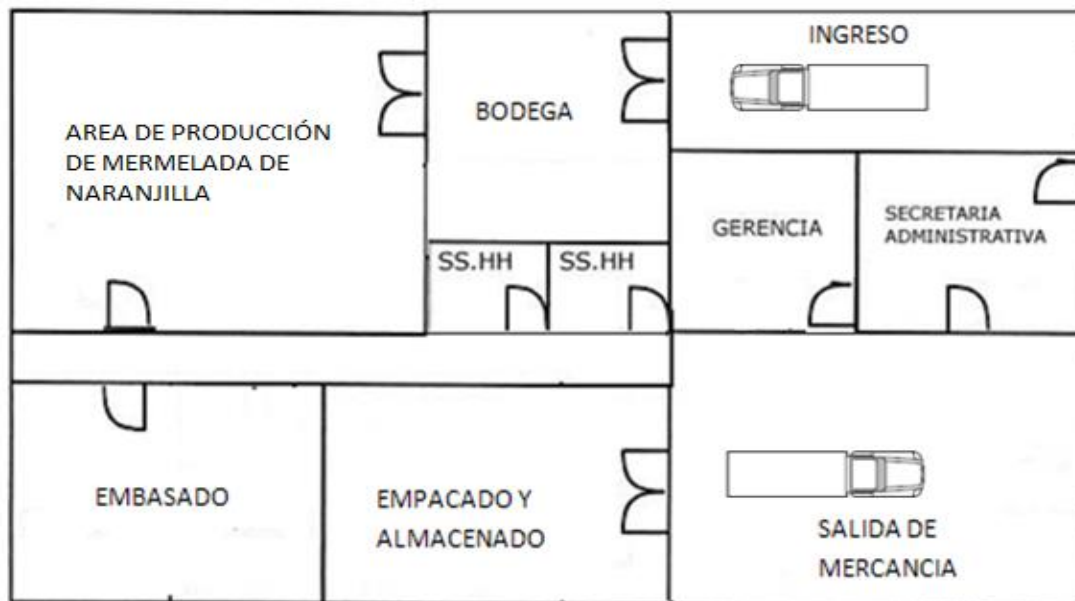 AREA DE PRODUCCIÓN
DE MERMELADA DE
NARANJILLA
BODEGA
INGRESO
SS.HH
SS.HH
GERENCIA
SECRETARIA
ADMINISTRATIVA
EMBASADO
EMPACADO Y
ALMACENADO
SALIDA DE
MERCANCIA